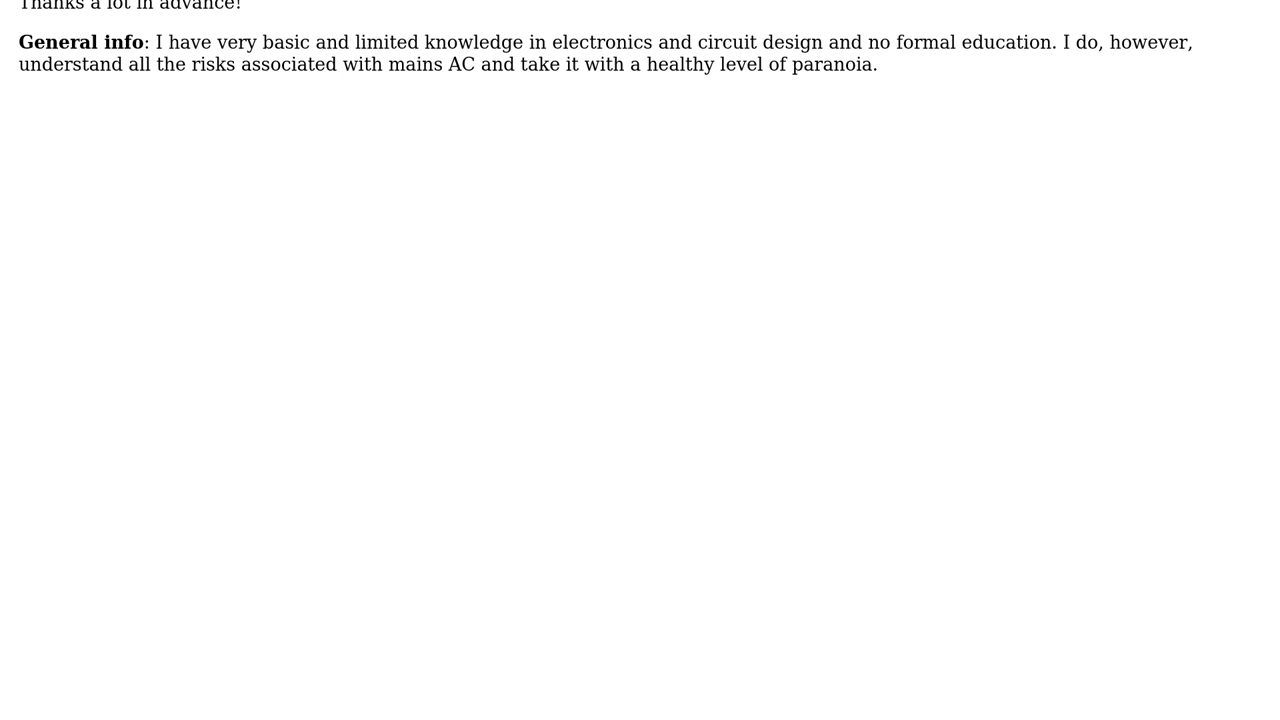 Thanks a lot in advance!
General info: I have very basic and limited knowledge in electronics and circuit design and no formal education. I do, however,
understand all the risks associated with mains AC and take it with a healthy level of paranoia.